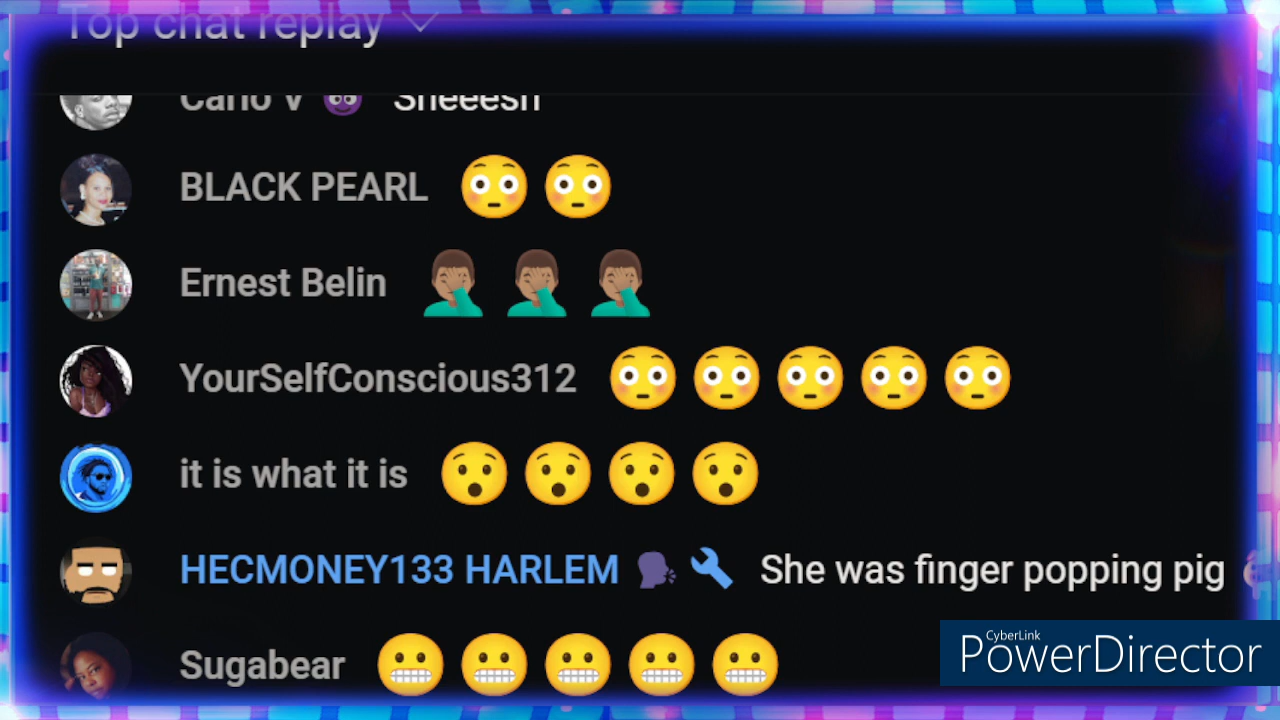 Top chat replay
Carlo V 😈 Sheeesh
BLACK PEARL 😳 😳
Ernest Belin 🤦🏽‍♂️ 🤦🏽‍♂️ 🤦🏽‍♂️
YourSelfConscious312 😳 😳 😳 😳 😳
it is what it is 😯 😯 😯 😯
HECMONEY133 HARLEM 🗣 🔧 She was finger popping pig
Sugabear 😬 😬 😬 😬 😬
CyberLink
PowerDirector